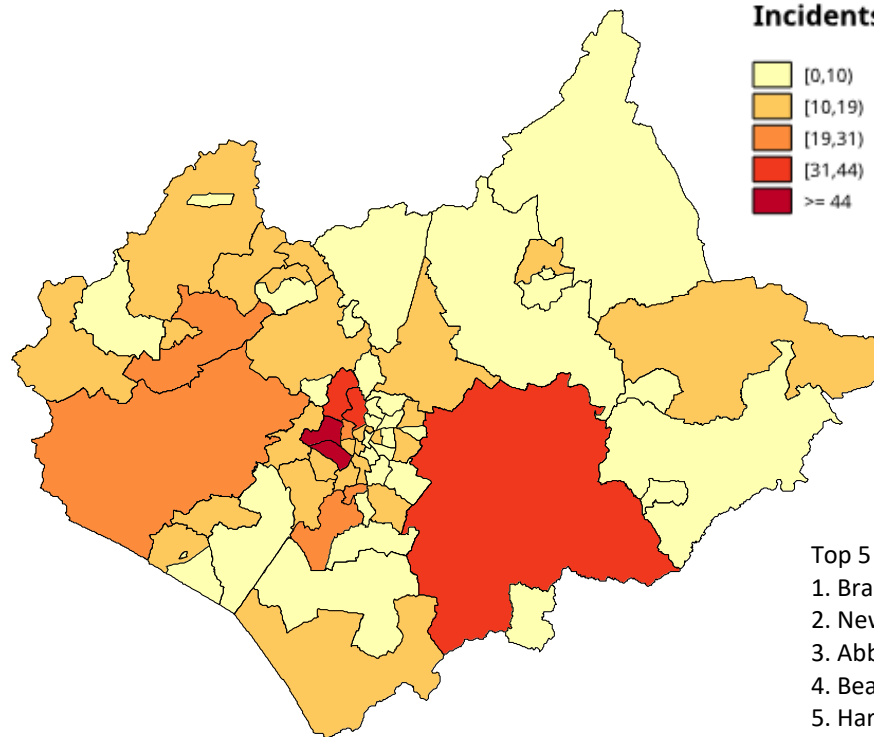 Incidents
[0,10)
[10,19)
[19,31)
[31,44)
>= 44
Top 5
1. Bra
2. Nev
3. Abb
4. Bea
5. Har